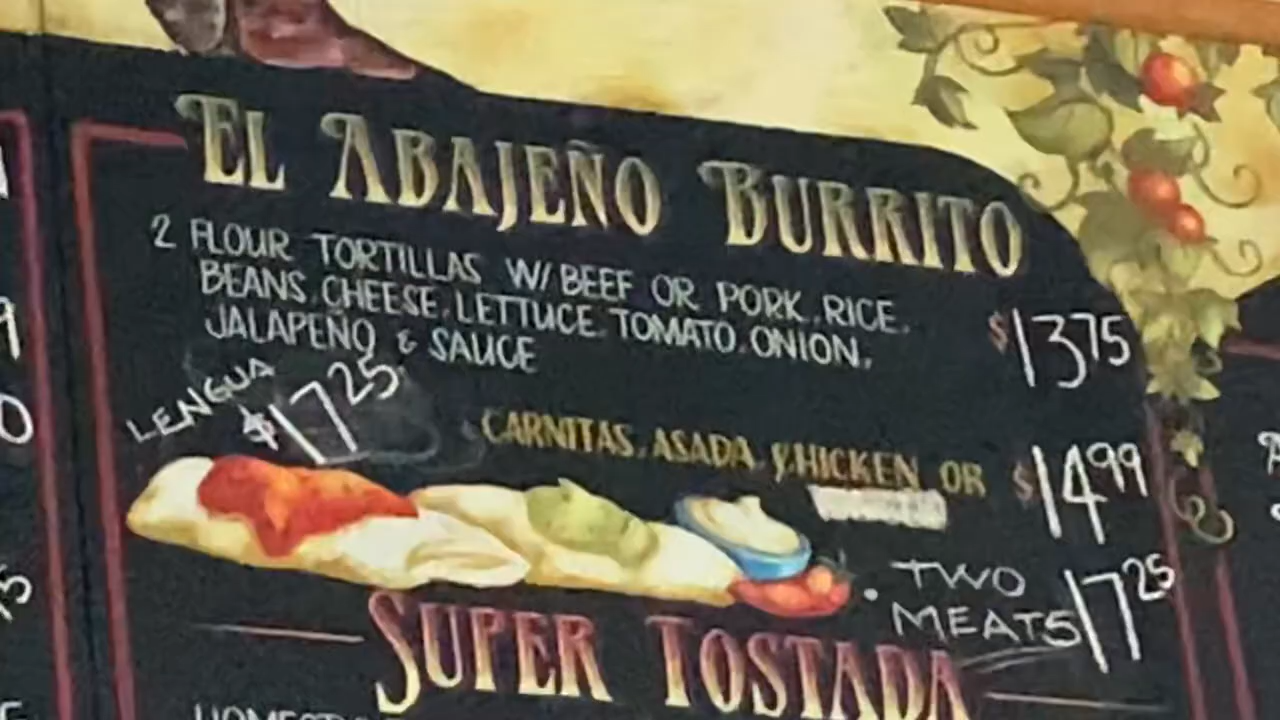 EL ABAJEÑO BURRITO
2 FLOUR TORTILLAS W/ BEEF OR PORK, RICE,
BEANS, CHEESE, LETTUCE, TOMATO, ONION,
JALAPEÑO & SAUCE
$1375
LENGUA
$1725
CARNITAS, ASADA, CHICKEN OR
$1499
TWO
MEATS 1725
SUPER TOSTADA